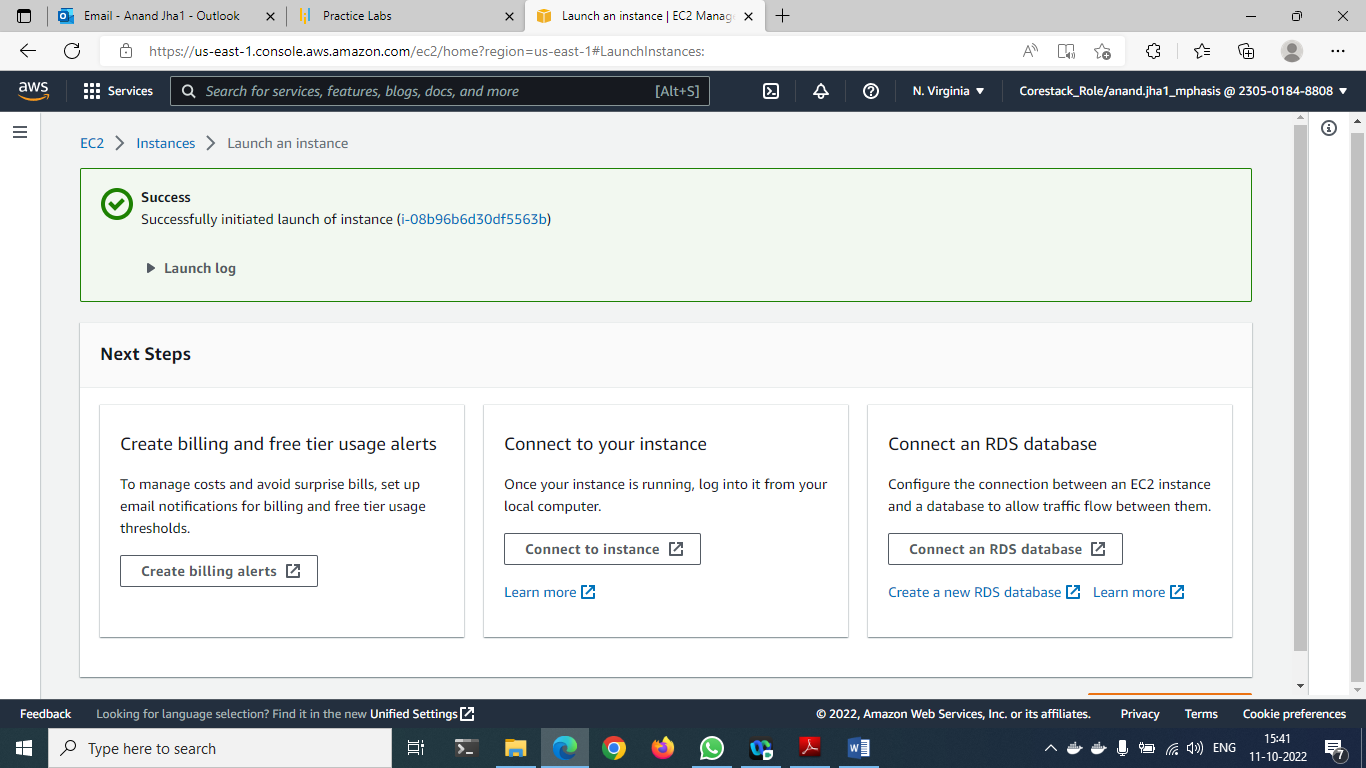 Email - Anand Jha1 - Outlook
Practice Labs
Launch an instance | EC2 Manag
https://us-east-1.console.aws.amazon.com/ec2/home?region=us-east-1#LaunchInstances:
aws
Services
Search for services, features, blogs, docs, and more
[Alt+S]
N. Virginia
Corestack_Role/anand.jha1_mphasis @ 2305-0184-8808
EC2 Instances Launch an instance
Success
Successfully initiated launch of instance (i-08b96b6d30df5563b)
Launch log
Next Steps
Create billing and free tier usage alerts
To manage costs and avoid surprise bills, set up
email notifications for billing and free tier usage
thresholds.
Create billing alerts
Connect to your instance
Once your instance is running, log into it from your
local computer.
Connect to instance
Learn more
Connect an RDS database
Configure the connection between an EC2 instance
and a database to allow traffic flow between them.
Connect an RDS database
Create a new RDS database Learn more
Feedback
Looking for language selection? Find it in the new Unified Settings
© 2022, Amazon Web Services, Inc. or its affiliates.
Privacy
Terms
Cookie preferences
Type here to search
ENG
15:41
11-10-2022
7